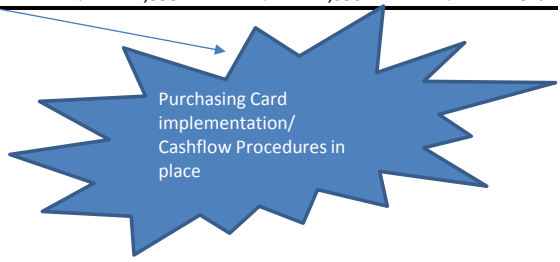 Purchasing Card
implementation/
Cashflow Procedures in
place